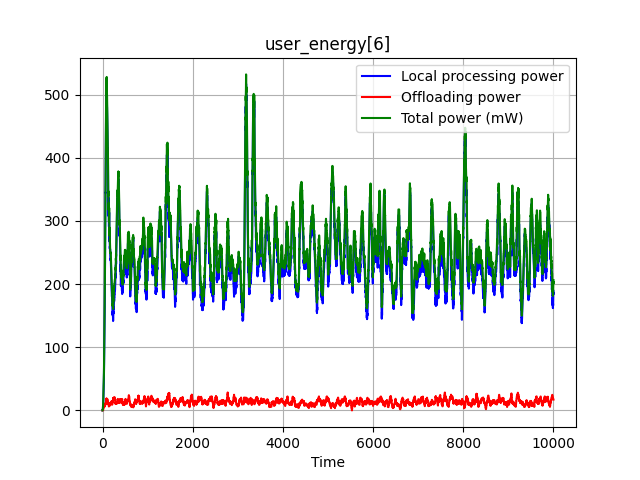 user_energy[6]
Local processing power
Offloading power
Total power (mW)
500
400
300
200
100
0
0 2000 4000 6000 8000 10000
Time